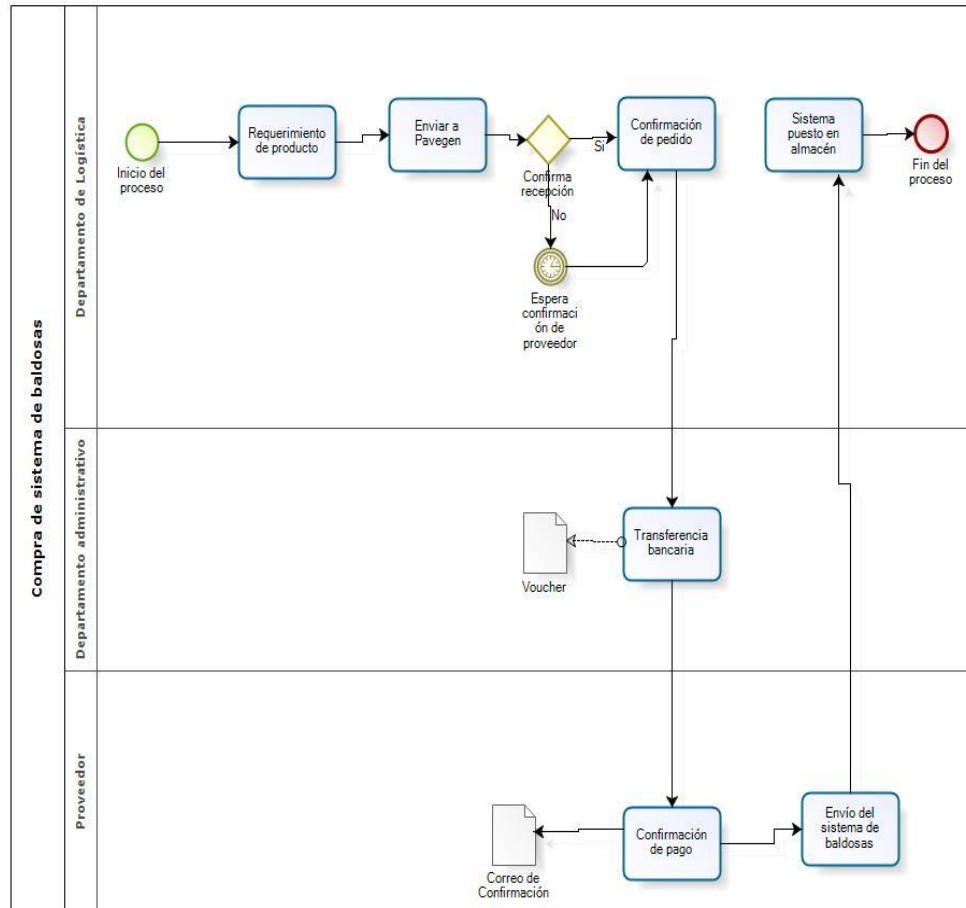 Compra de sistema de baldosas
Departamento de Logística
Inicio del
proceso
Requerimiento
de producto
Enviar a
Pavegen
Confirma
recepción
Si
No
Espera
confirmaci
ón de
proveedor
Confirmación
de pedido
Sistema
puesto en
almacén
Fin del
proceso
Departamento administrativo
Voucher
Transferencia
bancaria
Proveedor
Correo de
Confirmación
Confirmación
de pago
Envío del
sistema de
baldosas